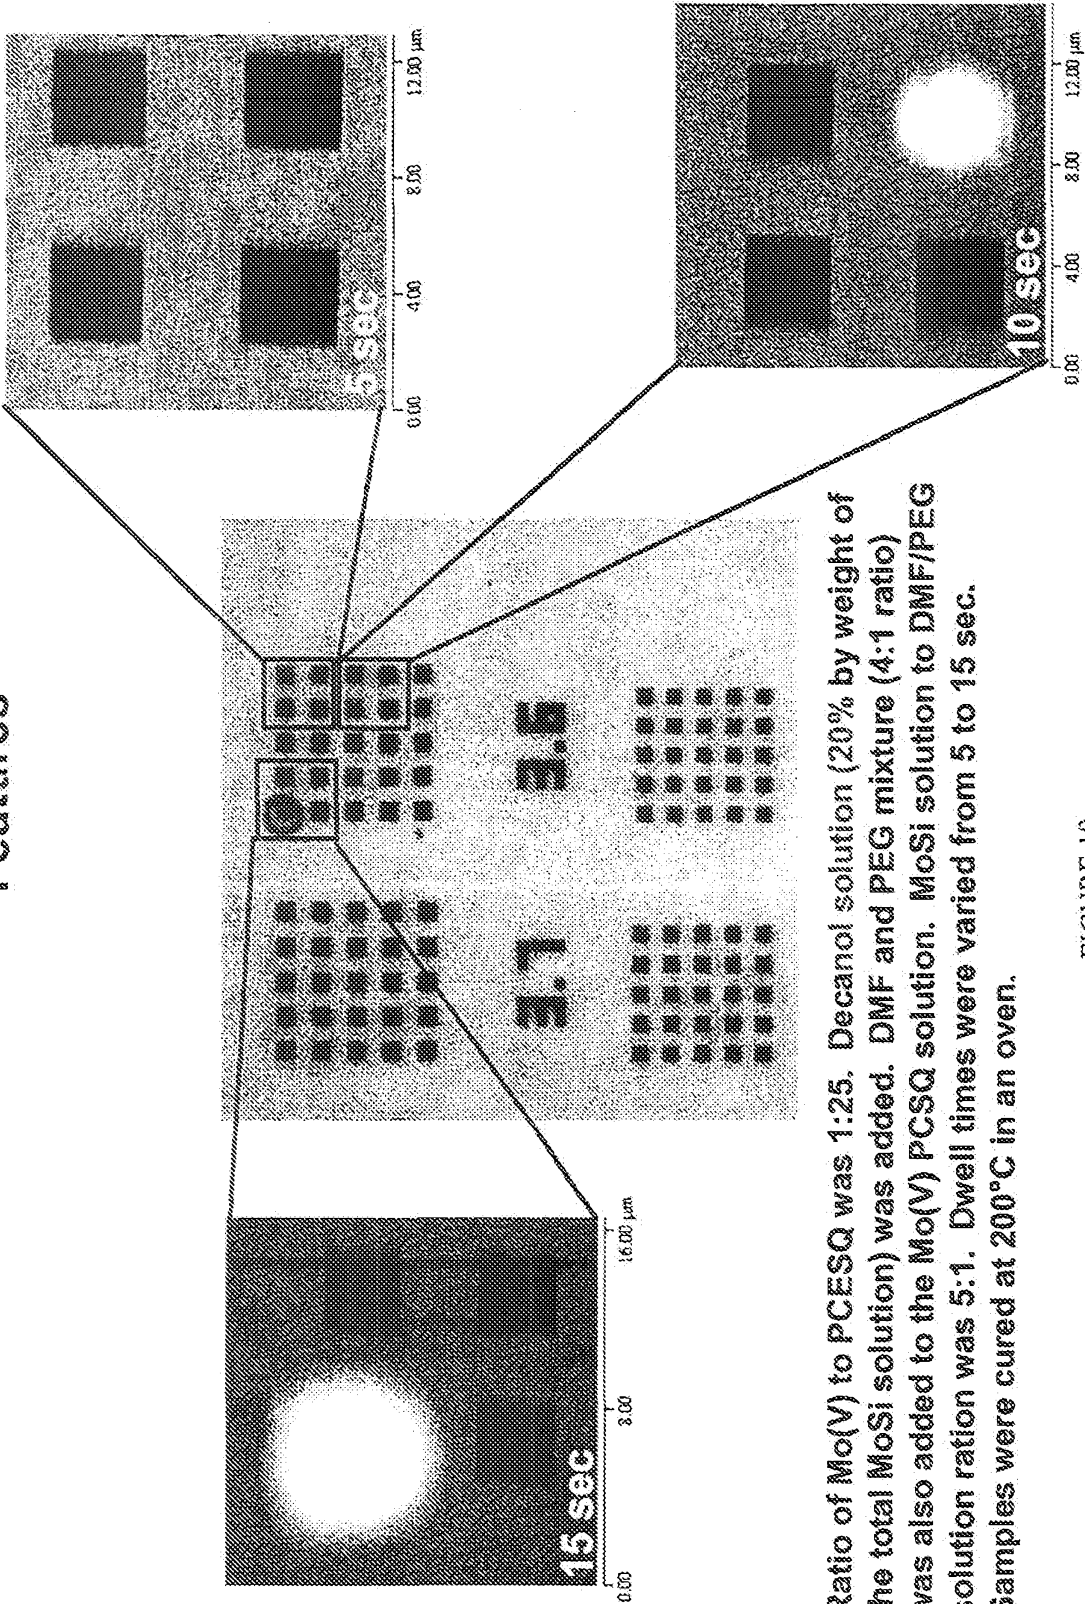 15 sec
0.00 8.00 16.00 µm
3.1 3.5
5 sec
0.00 4.00 8.00 12.00 µm
10 sec
0.00 4.00 8.00 12.00 µm
Ratio of Mo(V) to PCESQ was 1:25. Decanol solution (20% by weight of
he total MoSi solution) was added. DMF and PEG mixture (4:1 ratio)
was also added to the Mo(V) PCSQ solution. MoSi solution to DMF/PEG
solution ration was 5:1. Dwell times were varied from 5 to 15 sec.
Samples were cured at 200°C in an oven.